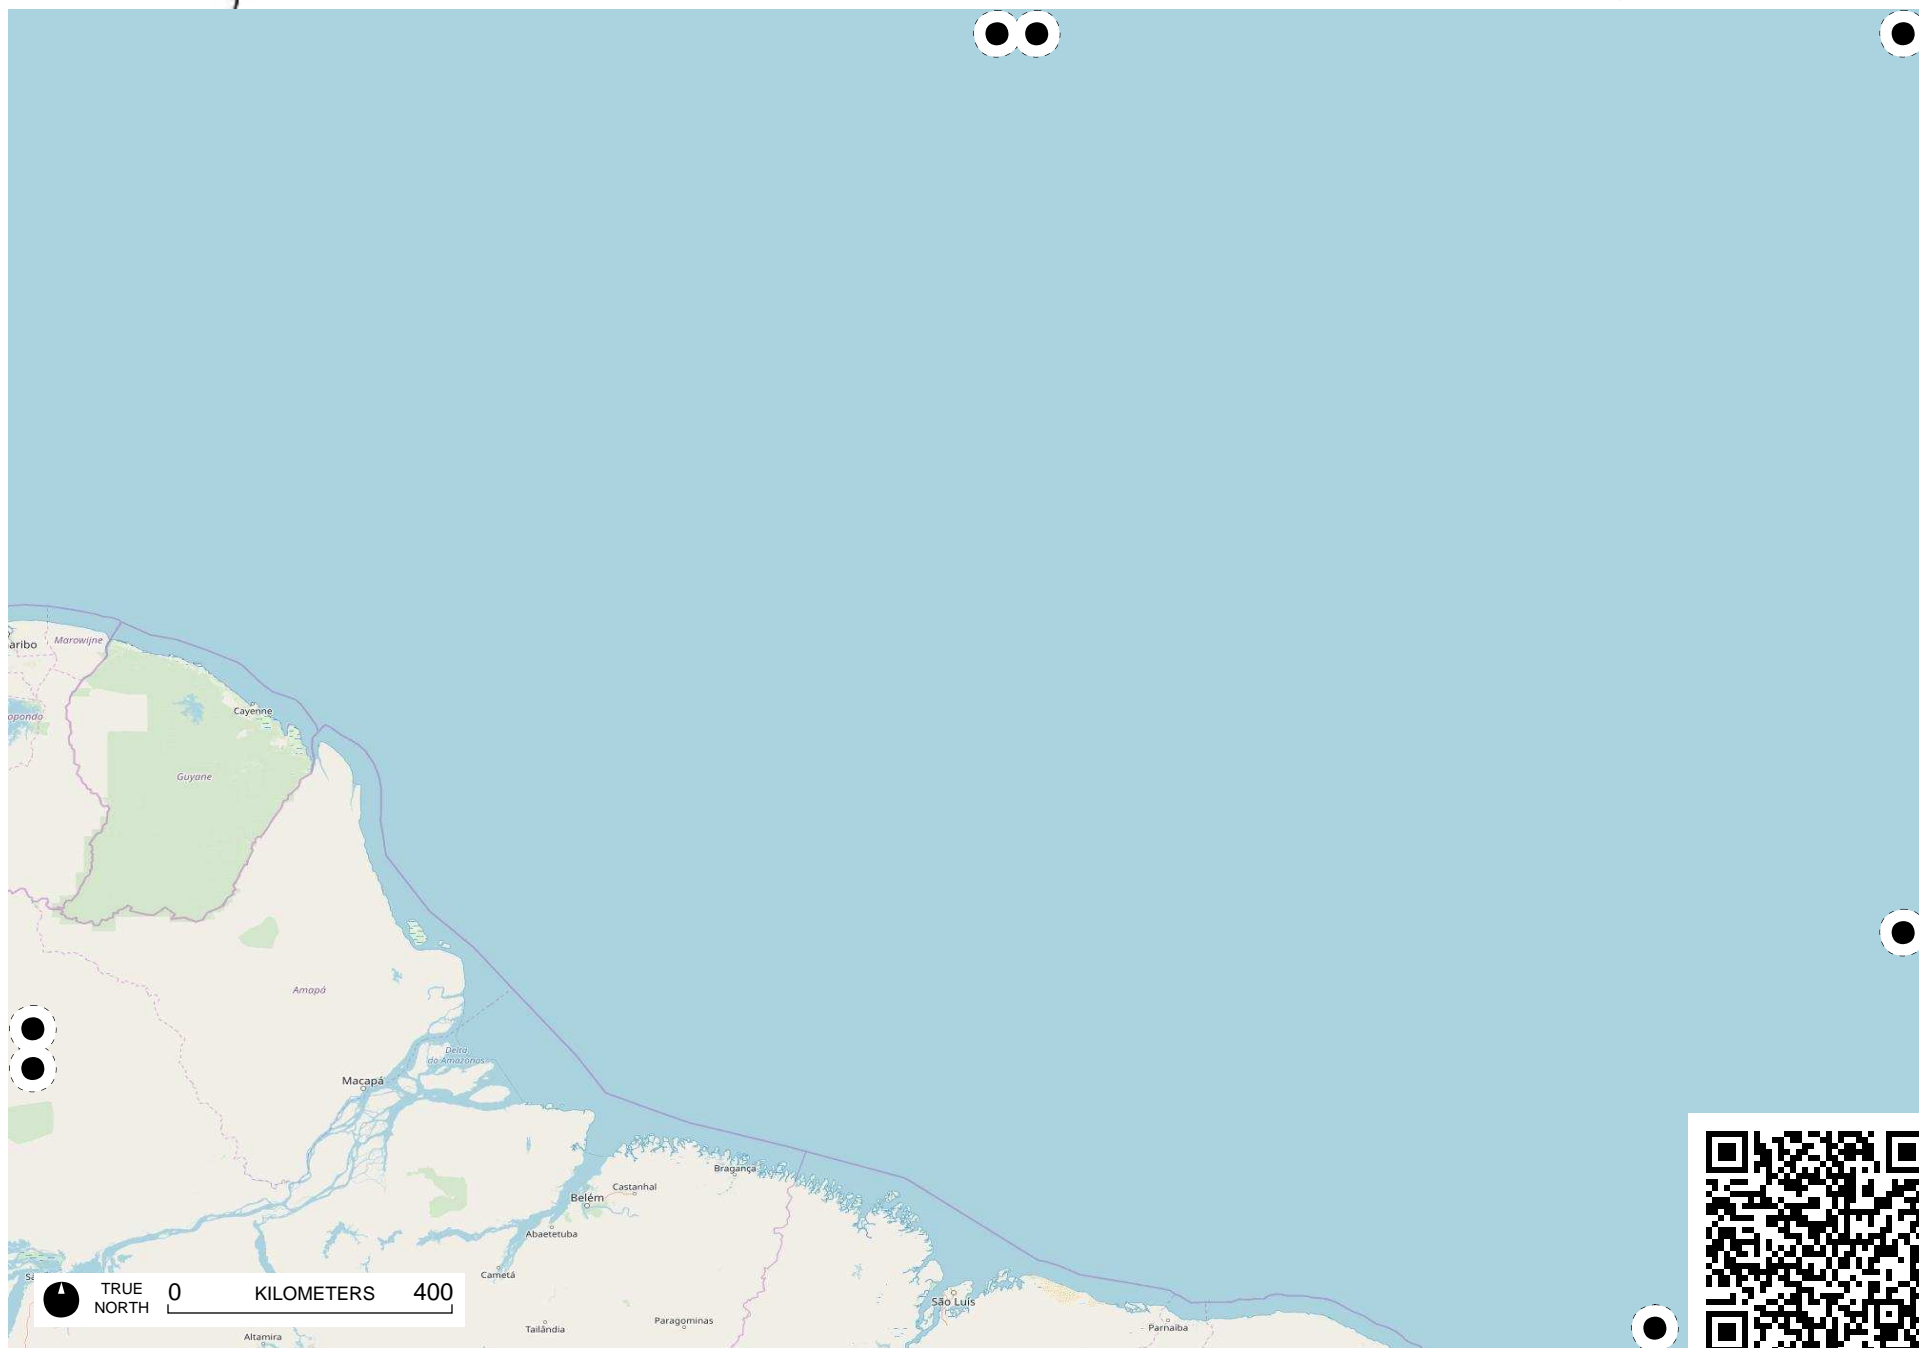 Marowijne
Cayenne
Guyane
Amapá
Delta
do Amazonas
Macapá
Bragança
Castanhal
Belém
Abaetetuba
Cametá
TRUE
NORTH
0 KILOMETERS 400
São Luís
Paragominas
Tailândia
Parnaíba
Altamira